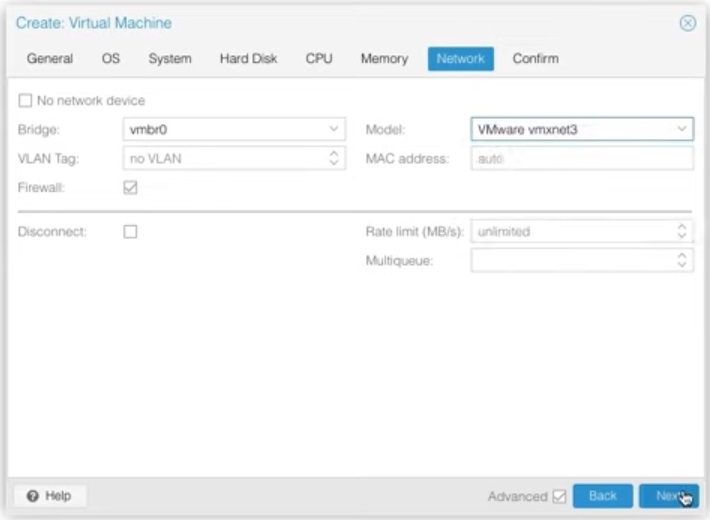 Create: Virtual Machine
General OS System Hard Disk CPU Memory Network Confirm
No network device
Bridge: vmbr0 Model: VMware vmxnet3
VLAN Tag: no VLAN MAC address: auto
Firewall:
Disconnect: Rate limit (MB/s): unlimited
Multiqueue:
Help Advanced Back Next